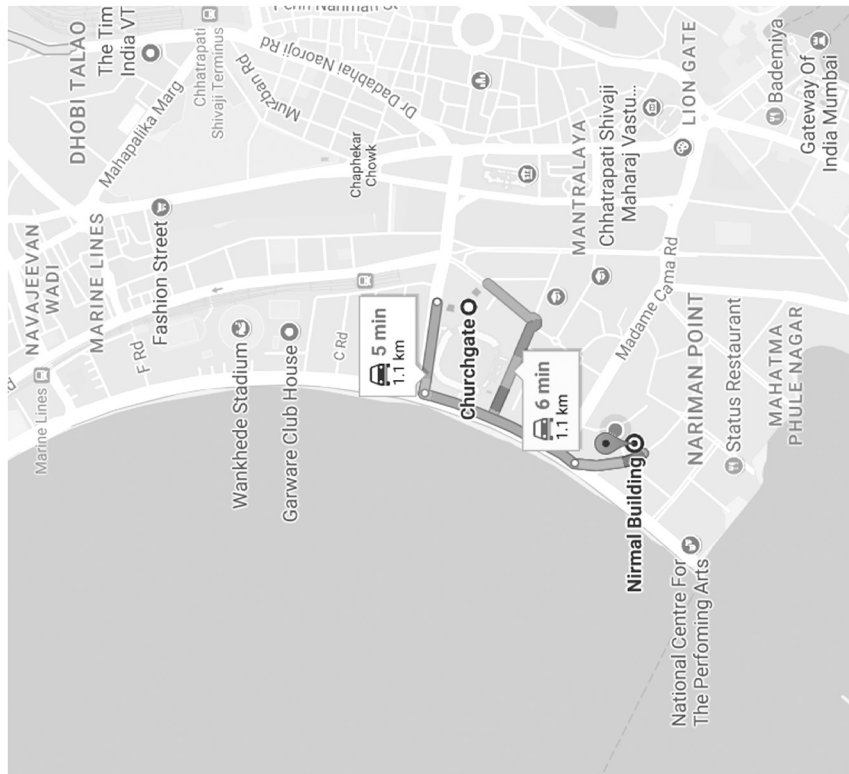 NAVAJEEVAN
WADI
Marine Lines
MARINE LINES
DHOBI TALAO
The Tim
India VT
Mahapalika Marg
F Rd
Fashion Street
Chhatrapati
Shivaji Terminus
Wankhede Stadium
Murzban Rd
Dr Dadabhai Naoroji Rd
Garware Club House
C Rd
Chaphekar
Chowk
5 min
1.1 km
Churchgate
6 min
1.1 km
MANTRALAYA
Chhatrapati Shivaji
Maharaj Vastu...
Nirmal Building
Madame Cama Rd
LION GATE
NARIMAN POINT
National Centre For
The Perfoming Arts
Status Restaurant
Bademiya
MAHATMA
PHULE NAGAR
Gateway Of
India Mumbai